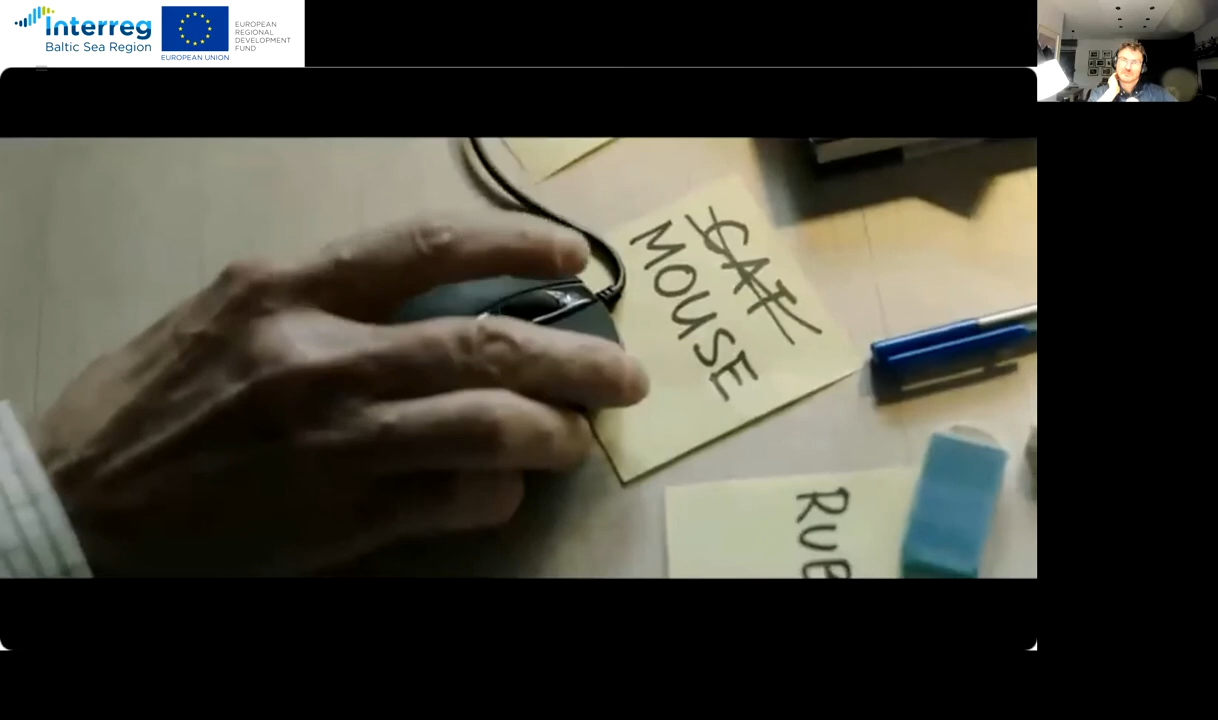 Interreg
Baltic Sea Region
EUROPEAN UNION
EUROPEAN
REGIONAL
DEVELOPMENT
FUND
CAT
MOUSE
RUB